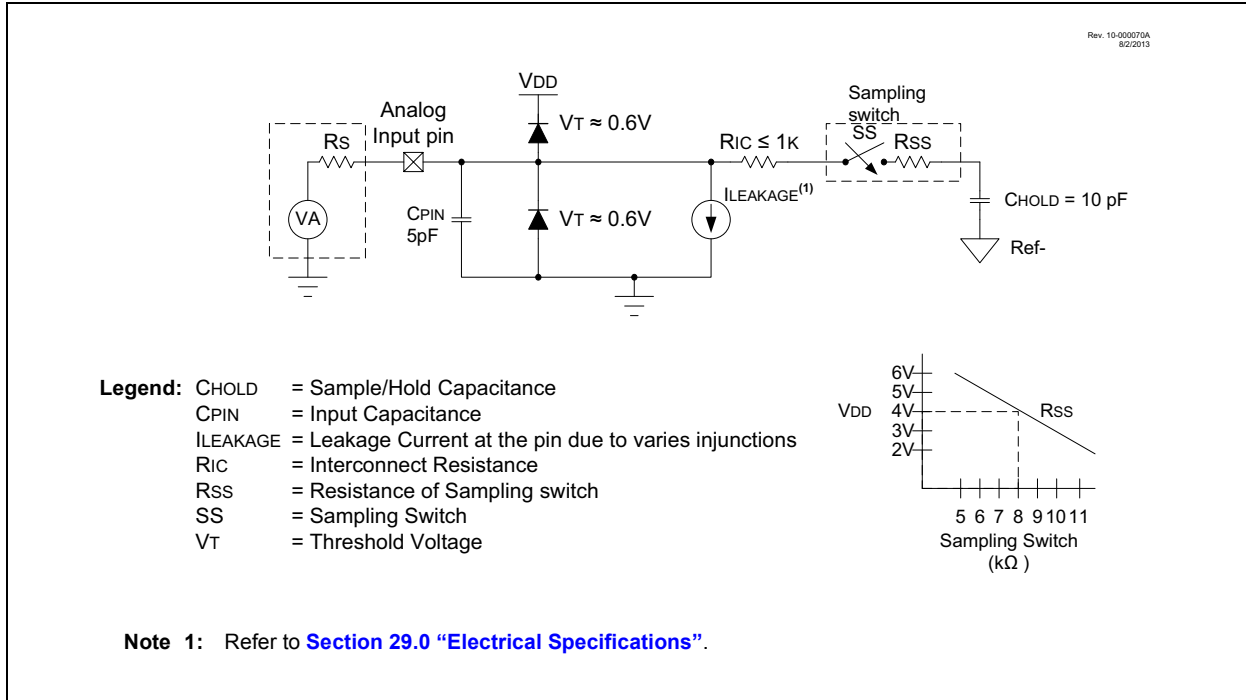 Rev. 10-000070A
8/2/2013
VDD
Analog
Input pin
VT ≈ 0.6V
Sampling
switch
SS
RSS
RS
RIC ≤ 1K
VA
CPIN
5pF
VT ≈ 0.6V
ILEAKAGE(1)
CHOLD = 10 pF
Ref-
Legend: CHOLD = Sample/Hold Capacitance
CPIN = Input Capacitance
ILEAKAGE = Leakage Current at the pin due to varies injunctions
RIC = Interconnect Resistance
RSS = Resistance of Sampling switch
SS = Sampling Switch
VT = Threshold Voltage
6V
5V
VDD 4V RSS
3V
2V
5 6 7 8 9 10 11
Sampling Switch
(kΩ )
Note 1: Refer to Section 29.0 “Electrical Specifications”.